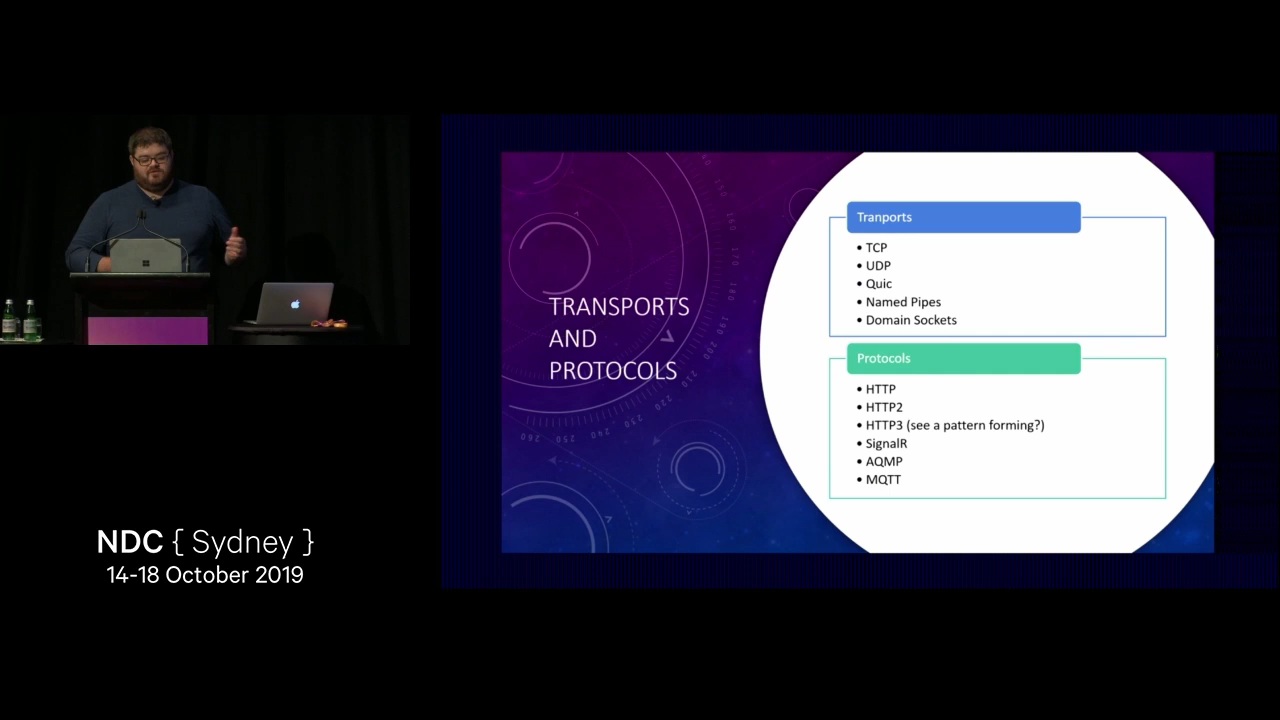 TRANSPORTS
AND
PROTOCOLS
Tranports
• TCP
• UDP
• Quic
• Named Pipes
• Domain Sockets
Protocols
• HTTP
• HTTP2
• HTTP3 (see a pattern forming?)
• SignalR
• AQMP
• MQTT
NDC { Sydney }
14-18 October 2019